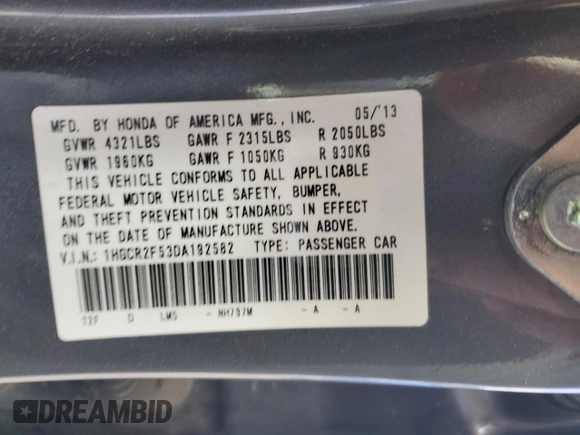 MFD. BY HONDA OF AMERICA MFG., INC. 05/'13
GVWR 4321LBS GAWR F 2315LBS R 2050LBS
GVWR 1960KG GAWR F 1050KG R 930KG
THIS VEHICLE CONFORMS TO ALL APPLICABLE
FEDERAL MOTOR VEHICLE SAFETY, BUMPER,
AND THEFT PREVENTION STANDARDS IN EFFECT
ON THE DATE OF MANUFACTURE SHOWN ABOVE.
V.I.N.: 1HGCR2F53DA192582 TYPE: PASSENGER CAR
T2F D LMS - NH797M - A - A
DREAMBID